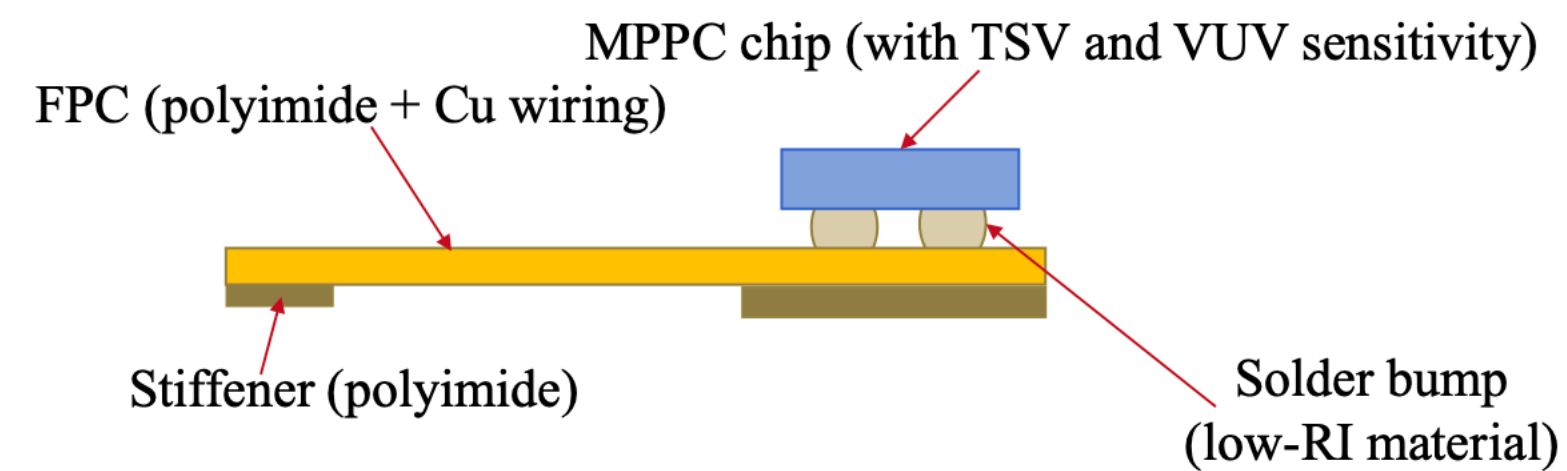 MPPC chip (with TSV and VUV sensitivity)
FPC (polyimide + Cu wiring)
Stiffener (polyimide)
Solder bump
(low-RI material)